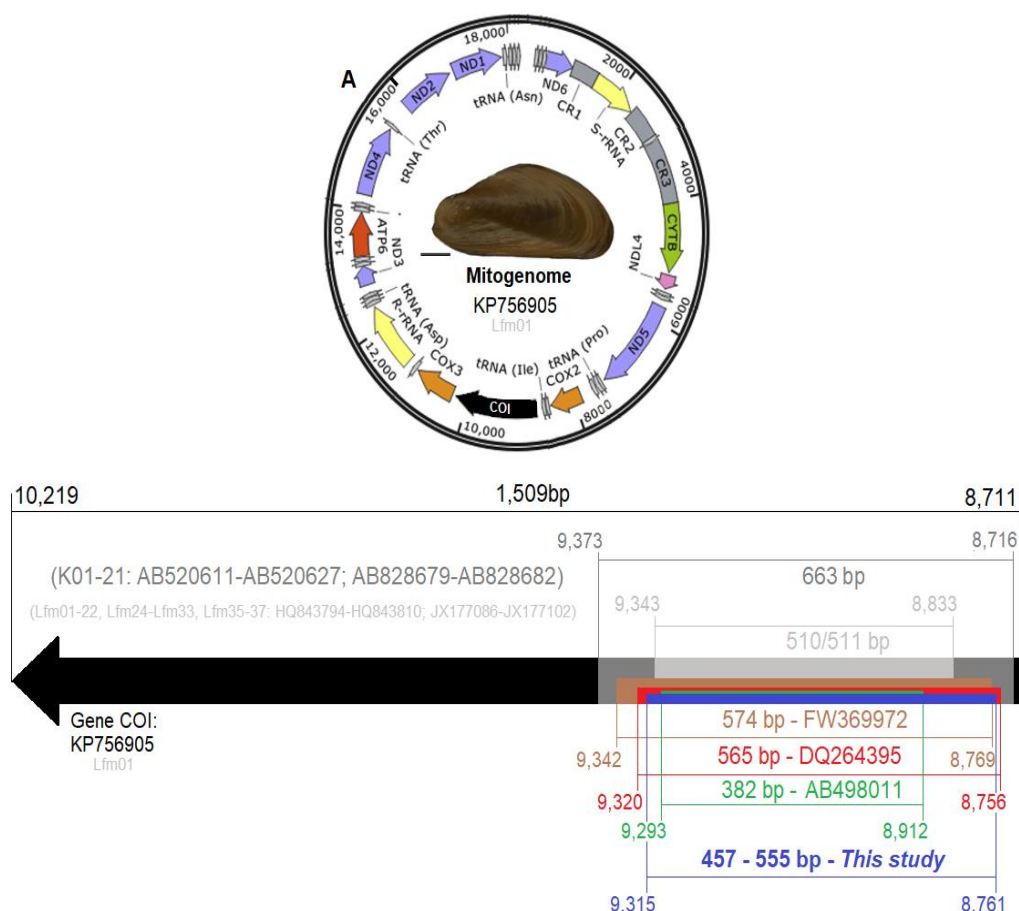 A
18,000
2000
4000
6000
8000
10,000
12,000
14,000
16,000
ND1
ND2
tRNA (Asn)
ND6
CR1
S-rRNA
CR2
CR3
CYTB
NDL4
ND5
tRNA (Pro)
COX2
tRNA (Ile)
COI
COX3
R-rRNA
tRNA (Asp)
ND3
ATP6
ND4
tRNA (Thr)
Mitogenome
KP756905
Lfm01
10,219 1,509bp 8,711
9,373 8,716
(K01-21: AB520611-AB520627; AB828679-AB828682) 663 bp
(Lfm01-22, Lfm24-Lfm33, Lfm35-37: HQ843794-HQ843810; JX177086-JX177102) 9,343 8,833
510/511 bp
Gene COI:
KP756905
Lfm01
574 bp - FW369972
9,342 8,769
565 bp - DQ264395
9,320 8,756
382 bp - AB498011
9,293 8,912
457 - 555 bp - This study
9,315 8,761